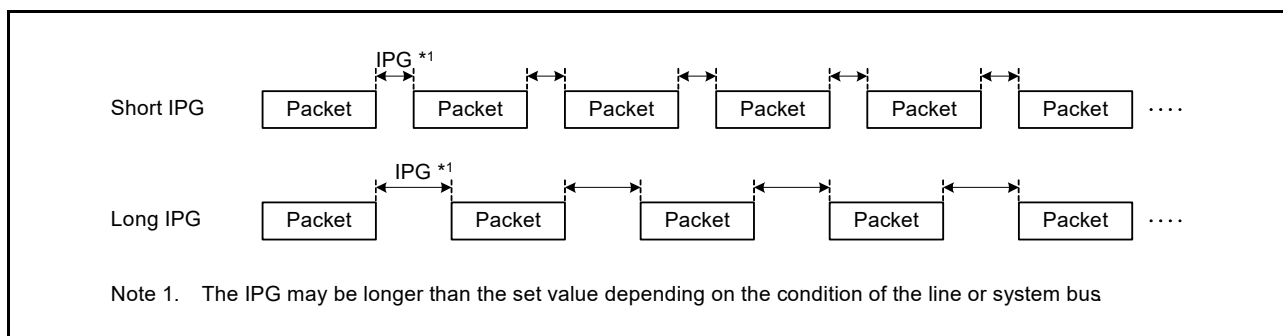 IPG *1
Short IPG Packet Packet Packet Packet Packet Packet ····
IPG *1
Long IPG Packet Packet Packet Packet Packet ····
Note 1. The IPG may be longer than the set value depending on the condition of the line or system bus.